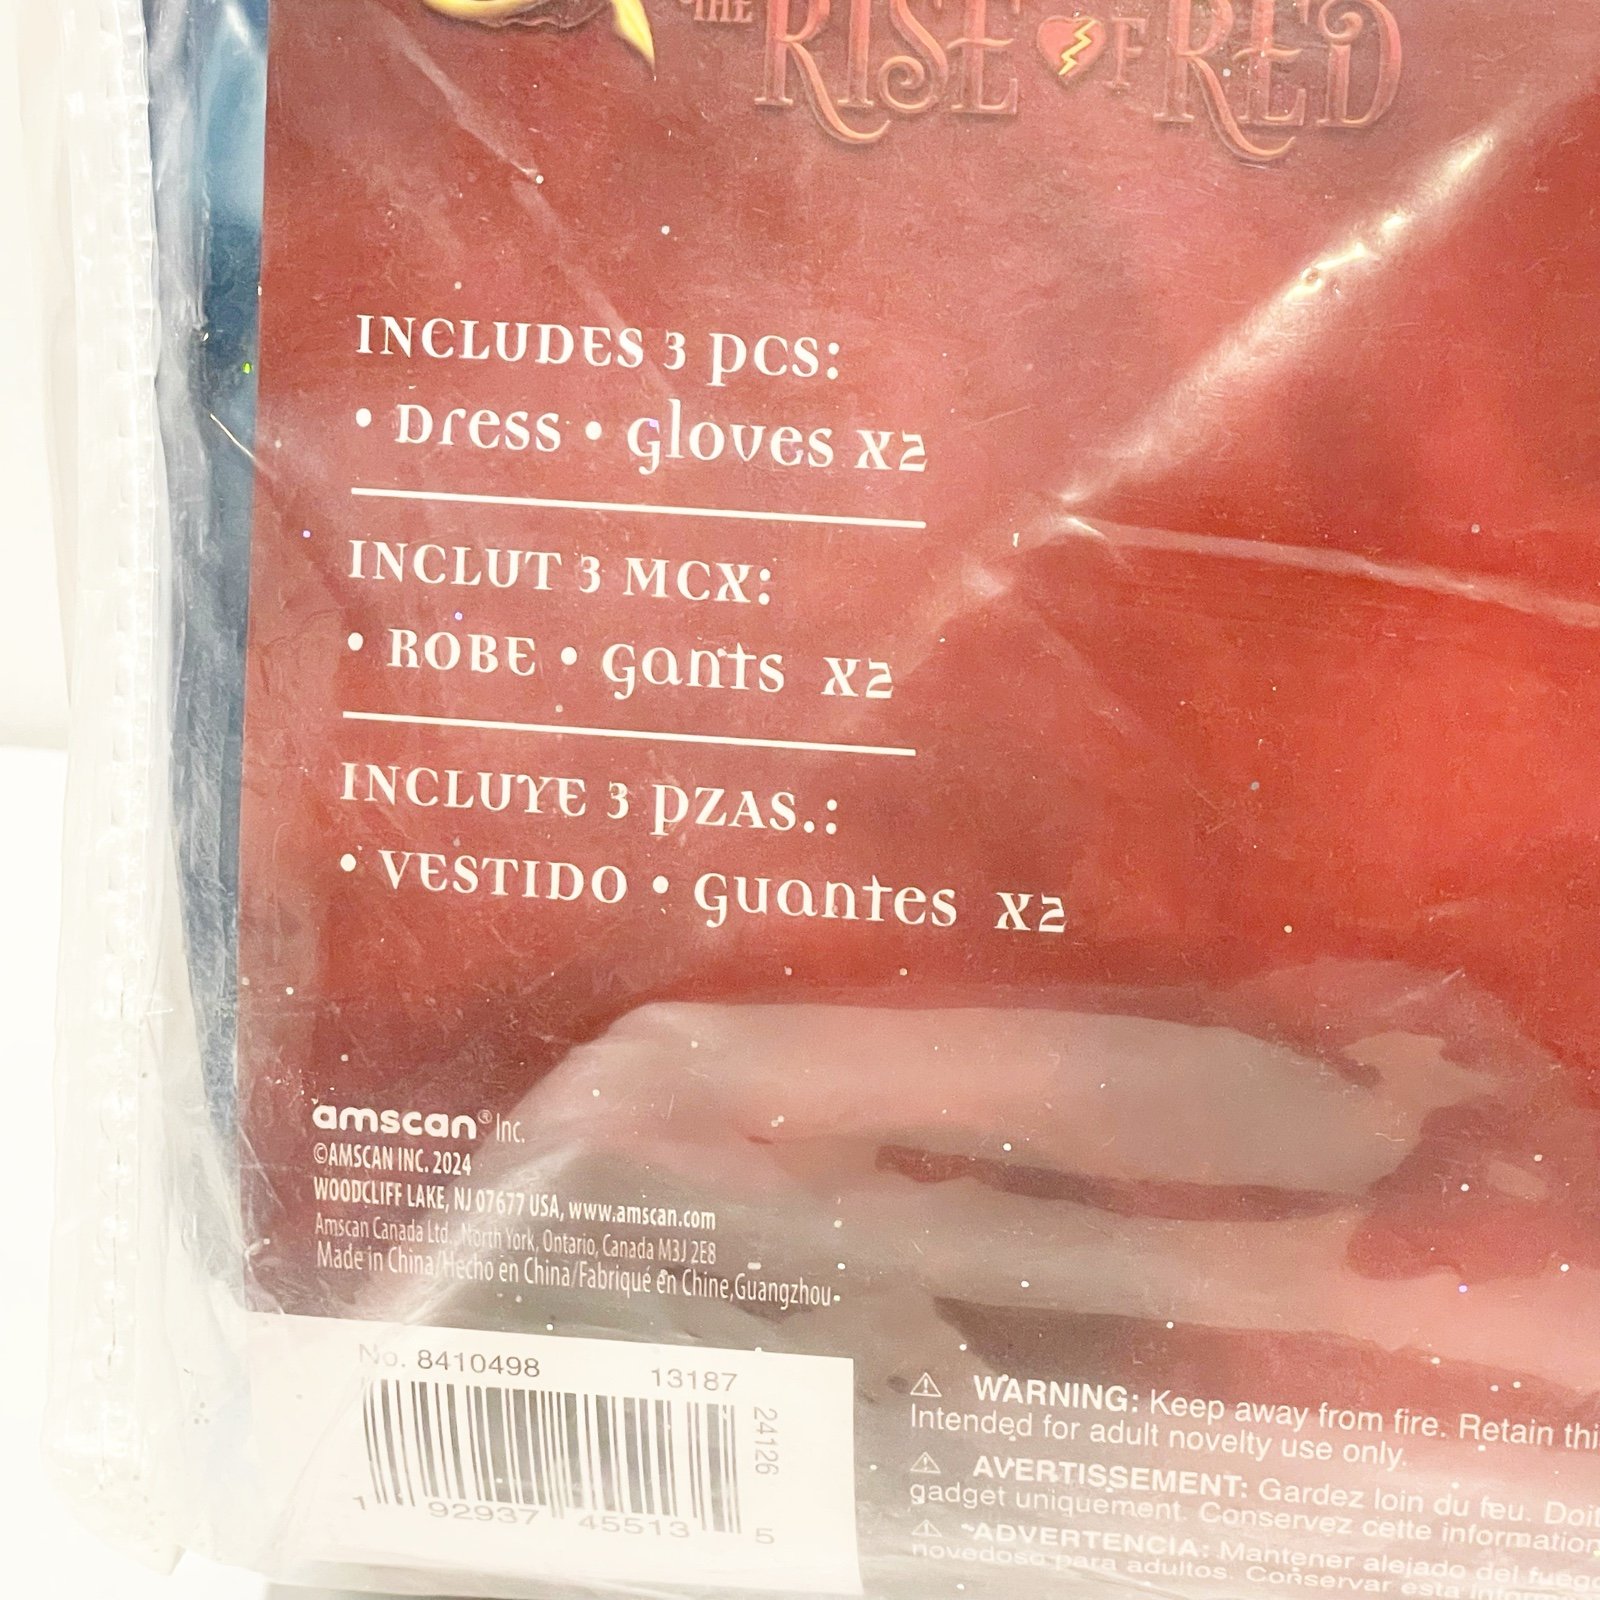 THE RISE OF RED
INCLUDES 3 PCS:
• Dress • gloves X2
INCLUT 3 MCX:
• ROBE • gants X2
INCLUYE 3 PZAS.:
• VESTIDO • guantes X2
amscan® Inc.
©AMSCAN INC. 2024
WOODCLIFF LAKE, NJ 07677 USA, www.amscan.com
Amscan Canada Ltd., North York, Ontario, Canada M3J 2E8
Made in China/Hecho en China/Fabriqué en Chine,Guangzhou
No. 8410498 13187
24126
1 92937 45513 5
⚠ WARNING: Keep away from fire. Retain
Intended for adult novelty use only.
⚠ AVERTISSEMENT: Gardez loin du feu. Doit
gadget uniquement. Conservez cette information
⚠ ADVERTENCIA: Mantener alejado del
para adultos. Conservar esta